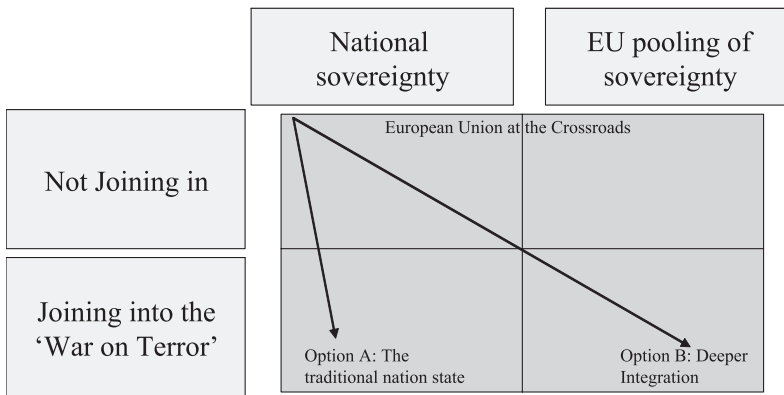 National
sovereignty
EU pooling of
sovereignty
European Union at the Crossroads
Not Joining in
Joining into the
‘War on Terror’
Option A: The
traditional nation state
Option B: Deeper
Integration